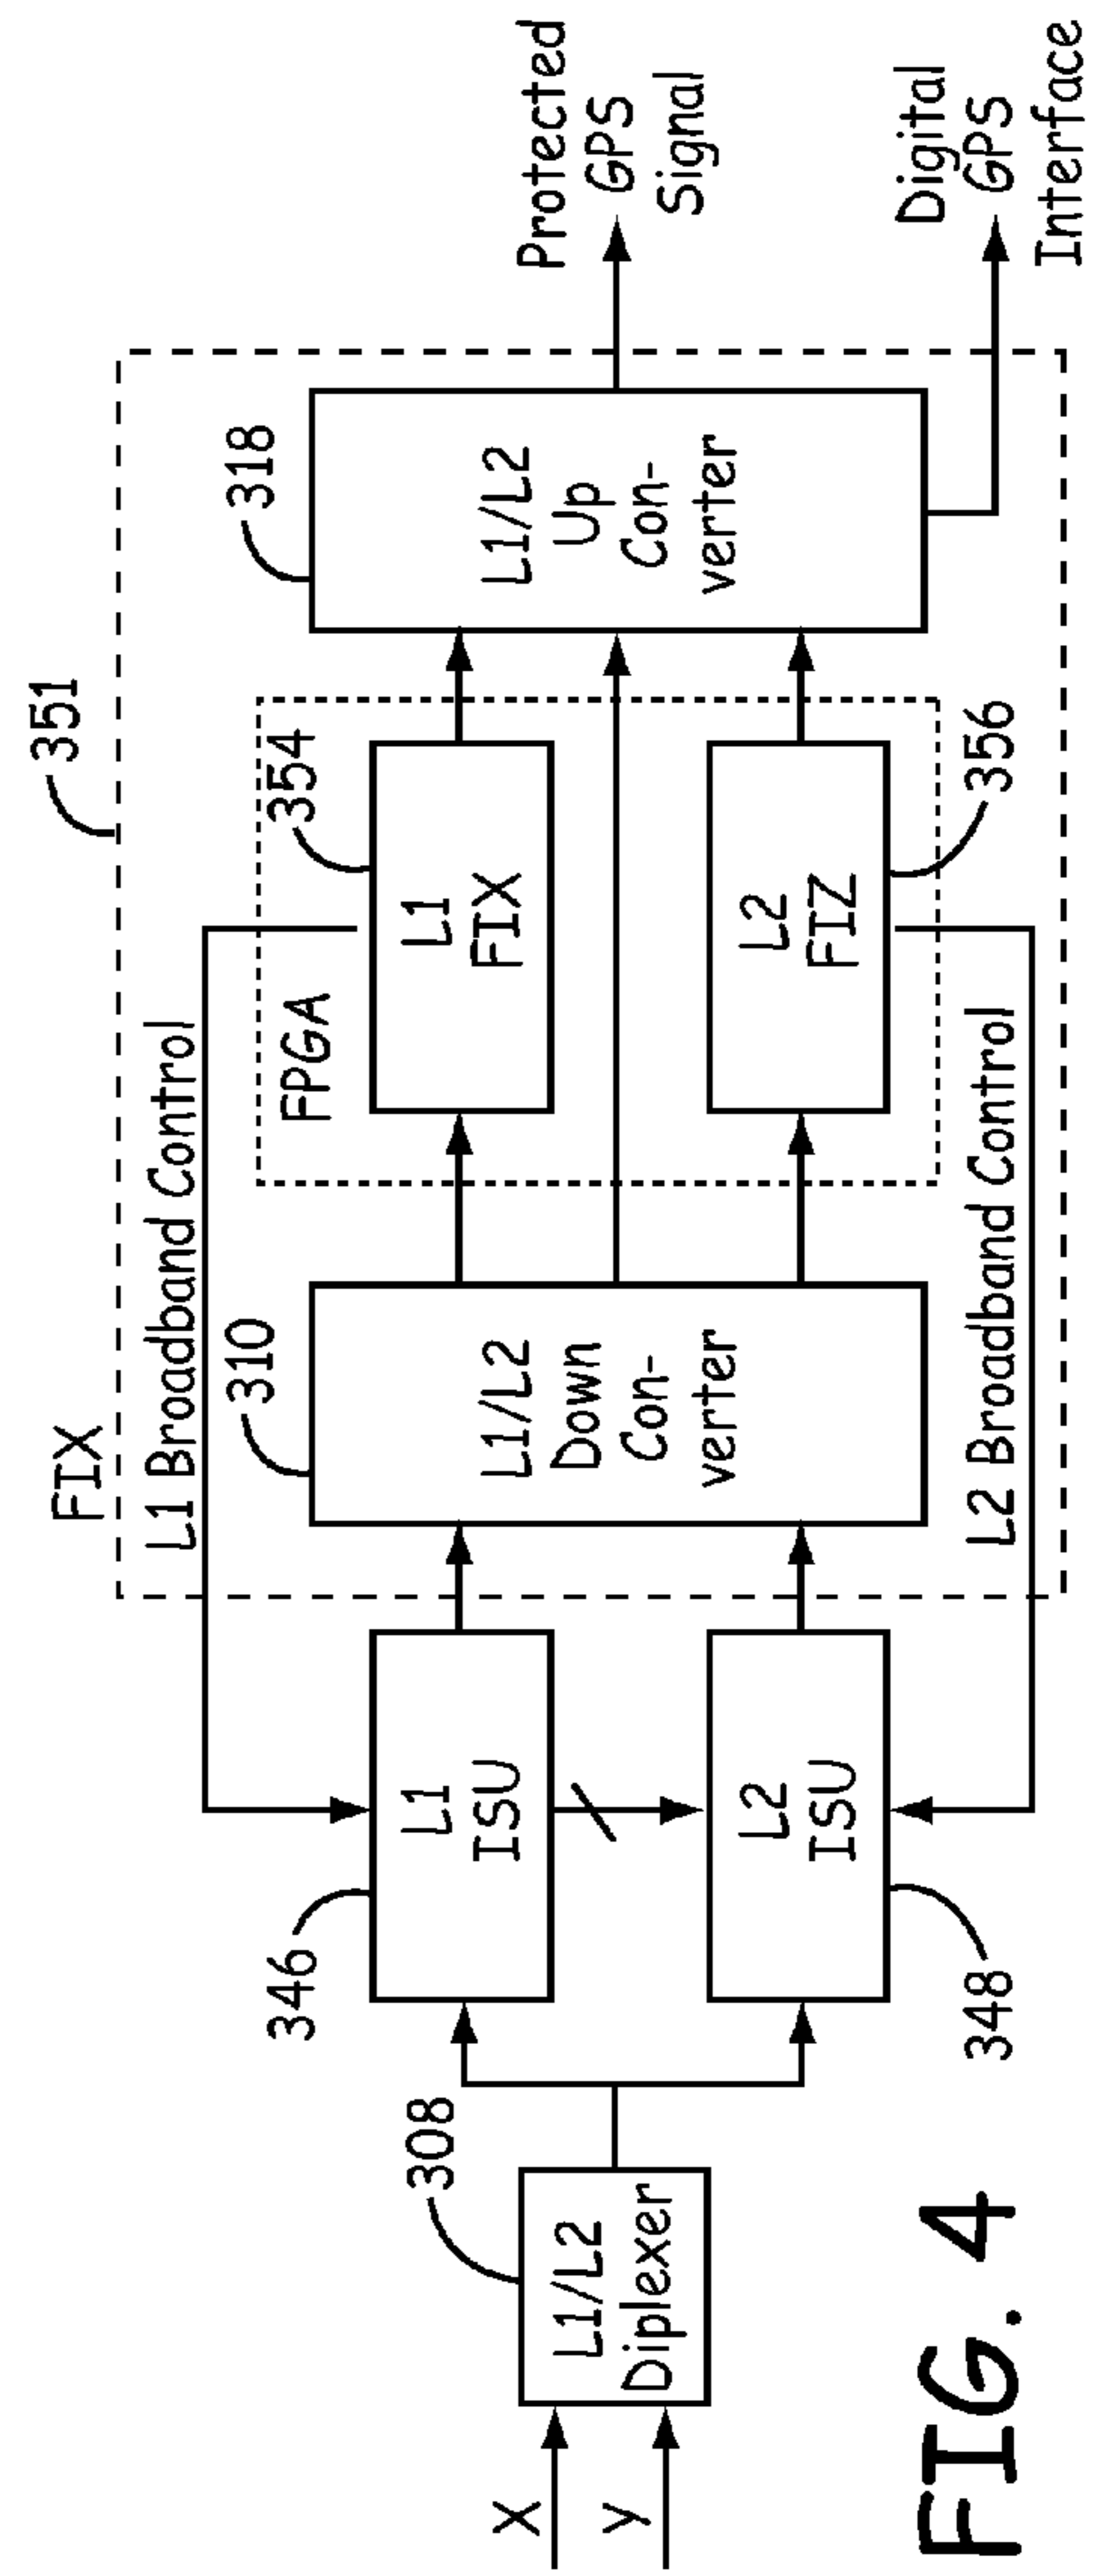 FIX
351
L1 Broadband Control
310
318
FPGA
354
346
308
X
y
L1/L2
Diplexer
L1
ISU
L2
ISU
348
L1/L2
Down
Con-
verter
L1
FIX
L2
FIZ
356
L1/L2
Up
Con-
verter
Protected
GPS
Signal
Digital
GPS
Interface
L2 Broadband Control
FIG. 4